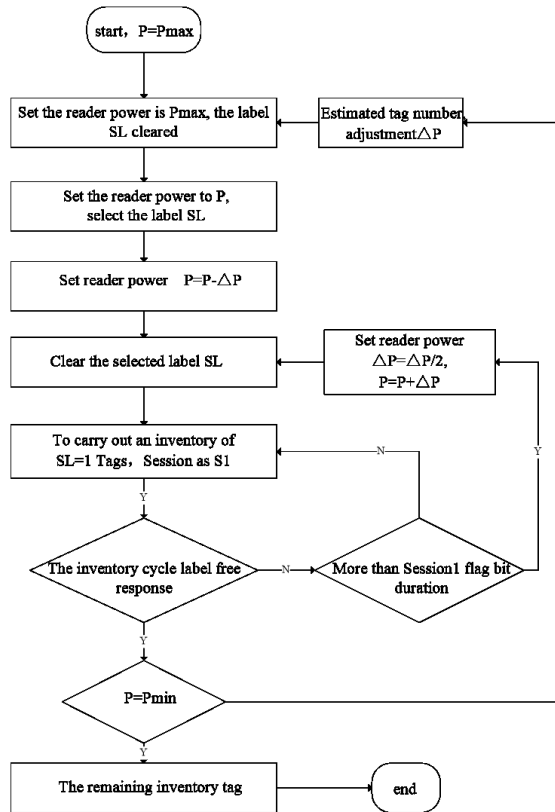 start, P=Pmax
Set the reader power is Pmax, the label
SL cleared
Estimated tag number
adjustment△P
Set the reader power to P,
select the label SL
Set reader power P=P-△P
Clear the selected label SL
Set reader power
△P=△P/2,
P=P+△P
To carry out an inventory of
SL=1 Tags, Session as S1
N
Y
Y
The inventory cycle label free
response
N
More than Session1 flag bit
duration
Y
P=Pmin
Y
The remaining inventory tag
end